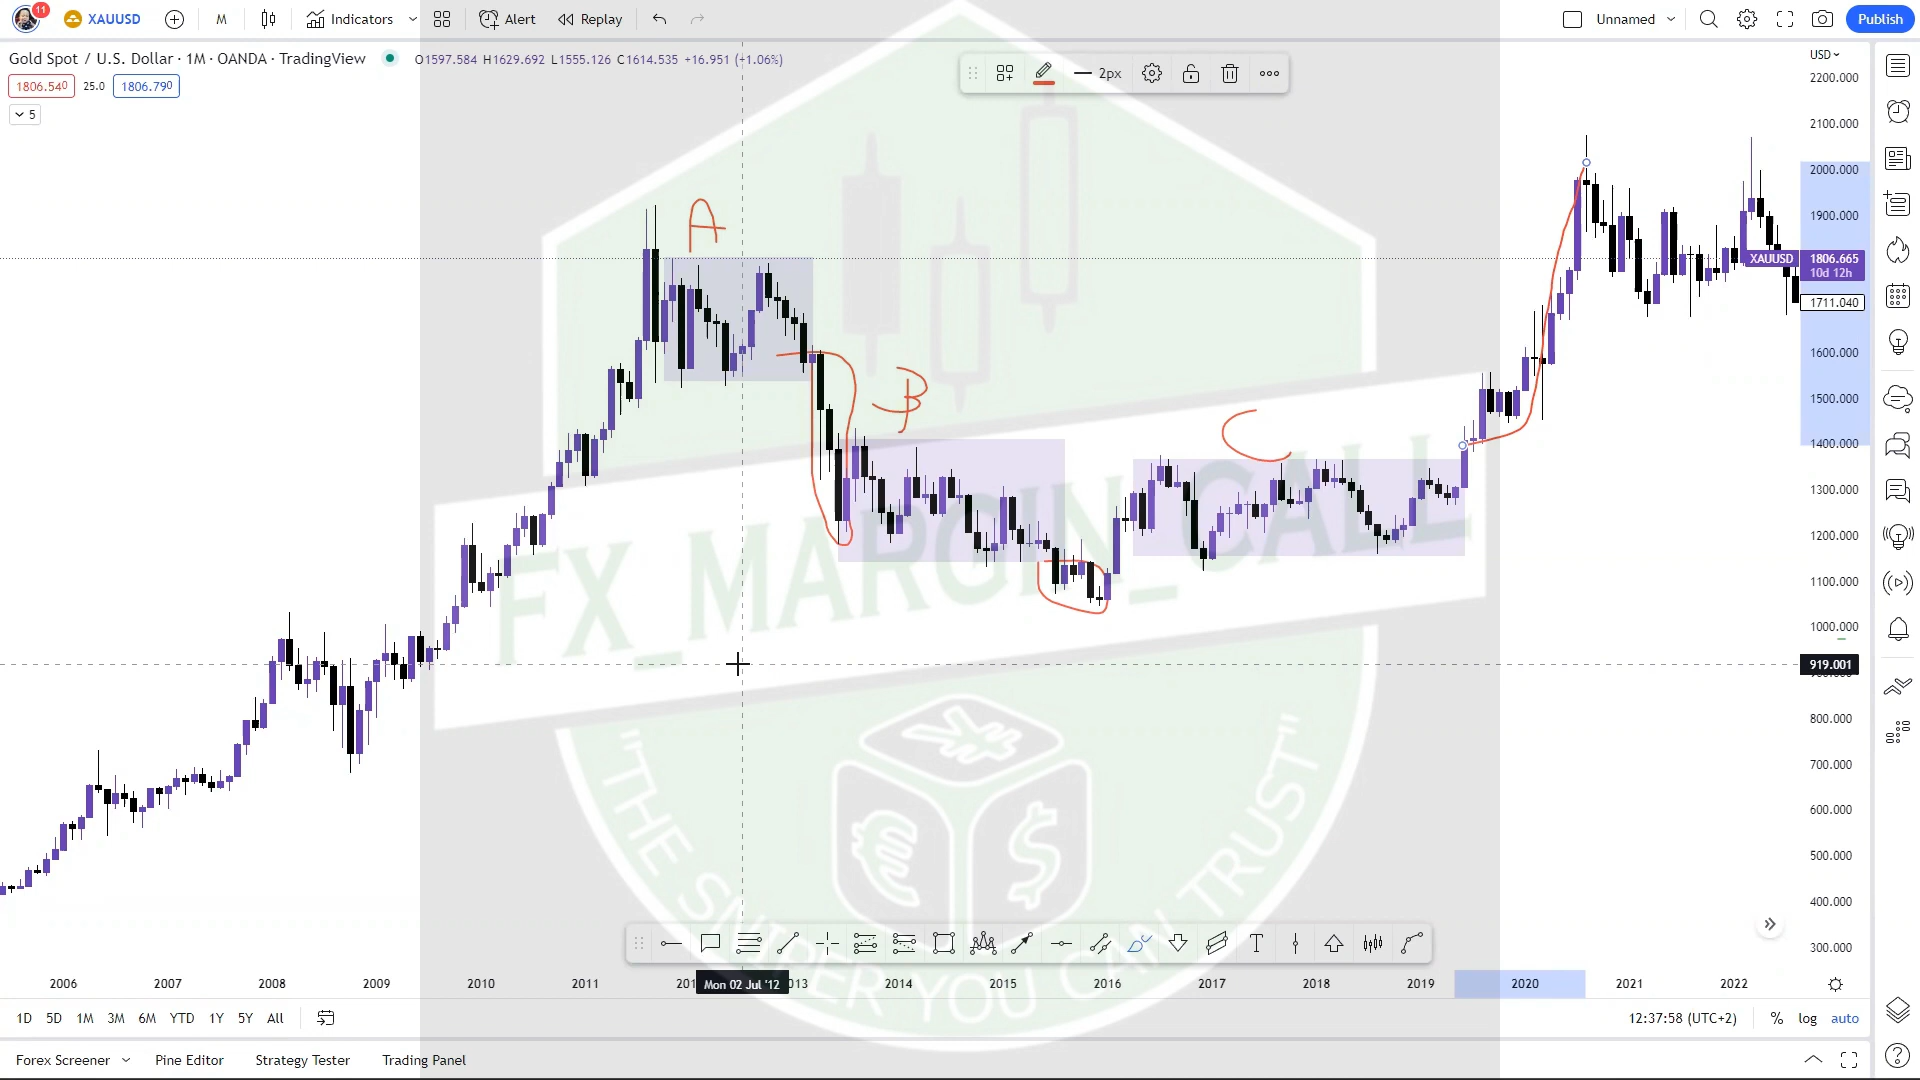 11
XAUUSD
M
Indicators
Alert
Replay
Unnamed
Publish
Gold Spot / U.S. Dollar · 1M · OANDA · TradingView
O1597.584 H1629.692 L1555.126 C1614.535 +16.951 (+1.06%)
USD
1806.540 25.0 1806.790
5
2px
2200.000
2100.000
2000.000
1900.000
XAUUSD 1806.665
10d 12h
1711.040
1600.000
1500.000
1400.000
1300.000
1200.000
1100.000
1000.000
919.001
800.000
700.000
600.000
500.000
400.000
300.000
A
B
C
FX_MARGIN_CALL
"THE SNIPER YOU CAN TRUST"
¥
€
$
T
2006 2007 2008 2009 2010 2011 Mon 02 Jul '12 2014 2015 2016 2017 2018 2019 2020 2021 2022
1D 5D 1M 3M 6M YTD 1Y 5Y All
12:37:58 (UTC+2) % log auto
Forex Screener Pine Editor Strategy Tester Trading Panel